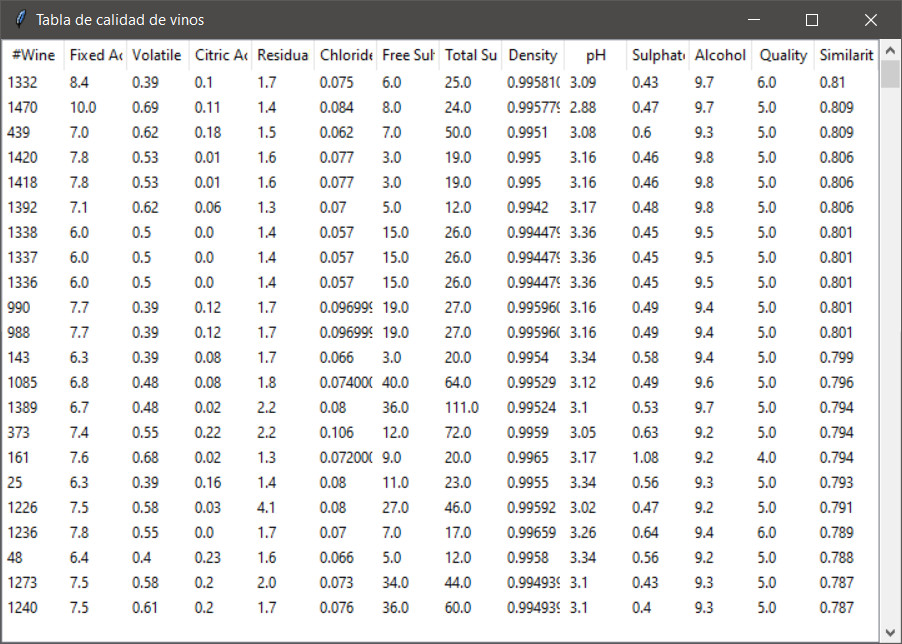 Tabla de calidad de vinos
#Wine Fixed Ac Volatile Citric Ac Residua Chloride Free Sulf Total Su Density pH Sulphate Alcohol Quality Similarit
1332 8.4 0.39 0.1 1.7 0.075 6.0 25.0 0.995810 3.09 0.43 9.7 6.0 0.81
1470 10.0 0.69 0.11 1.4 0.084 8.0 24.0 0.995779 2.88 0.47 9.7 5.0 0.809
439 7.0 0.62 0.18 1.5 0.062 7.0 50.0 0.9951 3.08 0.6 9.3 5.0 0.809
1420 7.8 0.53 0.01 1.6 0.077 3.0 19.0 0.995 3.16 0.46 9.8 5.0 0.806
1418 7.8 0.53 0.01 1.6 0.077 3.0 19.0 0.995 3.16 0.46 9.8 5.0 0.806
1392 7.1 0.62 0.06 1.3 0.07 5.0 12.0 0.9942 3.17 0.48 9.8 5.0 0.806
1338 6.0 0.5 0.0 1.4 0.057 15.0 26.0 0.994479 3.36 0.45 9.5 5.0 0.801
1337 6.0 0.5 0.0 1.4 0.057 15.0 26.0 0.994479 3.36 0.45 9.5 5.0 0.801
1336 6.0 0.5 0.0 1.4 0.057 15.0 26.0 0.994479 3.36 0.45 9.5 5.0 0.801
990 7.7 0.39 0.12 1.7 0.096999 19.0 27.0 0.995960 3.16 0.49 9.4 5.0 0.801
988 7.7 0.39 0.12 1.7 0.096999 19.0 27.0 0.995960 3.16 0.49 9.4 5.0 0.801
143 6.3 0.39 0.08 1.7 0.066 3.0 20.0 0.9954 3.34 0.58 9.4 5.0 0.799
1085 6.8 0.48 0.08 1.8 0.074000 40.0 64.0 0.99529 3.12 0.49 9.6 5.0 0.796
1389 6.7 0.48 0.02 2.2 0.08 36.0 111.0 0.99524 3.1 0.53 9.7 5.0 0.794
373 7.4 0.55 0.22 2.2 0.106 12.0 72.0 0.9959 3.05 0.63 9.2 5.0 0.794
161 7.6 0.68 0.02 1.3 0.072000 9.0 20.0 0.9965 3.17 1.08 9.2 4.0 0.794
25 6.3 0.39 0.16 1.4 0.08 11.0 23.0 0.9955 3.34 0.56 9.3 5.0 0.793
1226 7.5 0.58 0.03 4.1 0.08 27.0 46.0 0.99592 3.02 0.47 9.2 5.0 0.791
1236 7.8 0.55 0.0 1.7 0.07 7.0 17.0 0.99659 3.26 0.64 9.4 6.0 0.789
48 6.4 0.4 0.23 1.6 0.066 5.0 12.0 0.9958 3.34 0.56 9.2 5.0 0.788
1273 7.5 0.58 0.2 2.0 0.073 34.0 44.0 0.994939 3.1 0.43 9.3 5.0 0.787
1240 7.5 0.61 0.2 1.7 0.076 36.0 60.0 0.994939 3.1 0.4 9.3 5.0 0.787